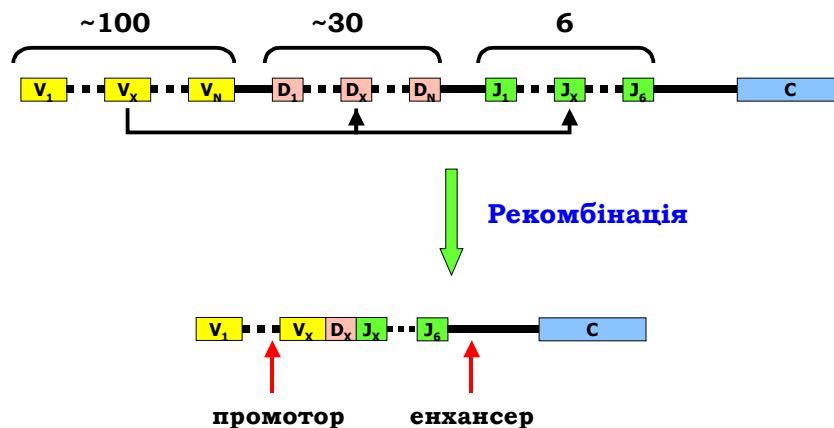 ~100 ~30 6
V1 VX VN D1 DX DN J1 JX J6 C
Рекомбінація
V1 VX DX JX J6 C
промотор енхансер